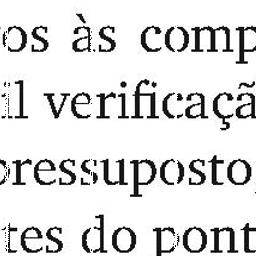 os às comp
il verificaçã
pressuposto,
tes do pont